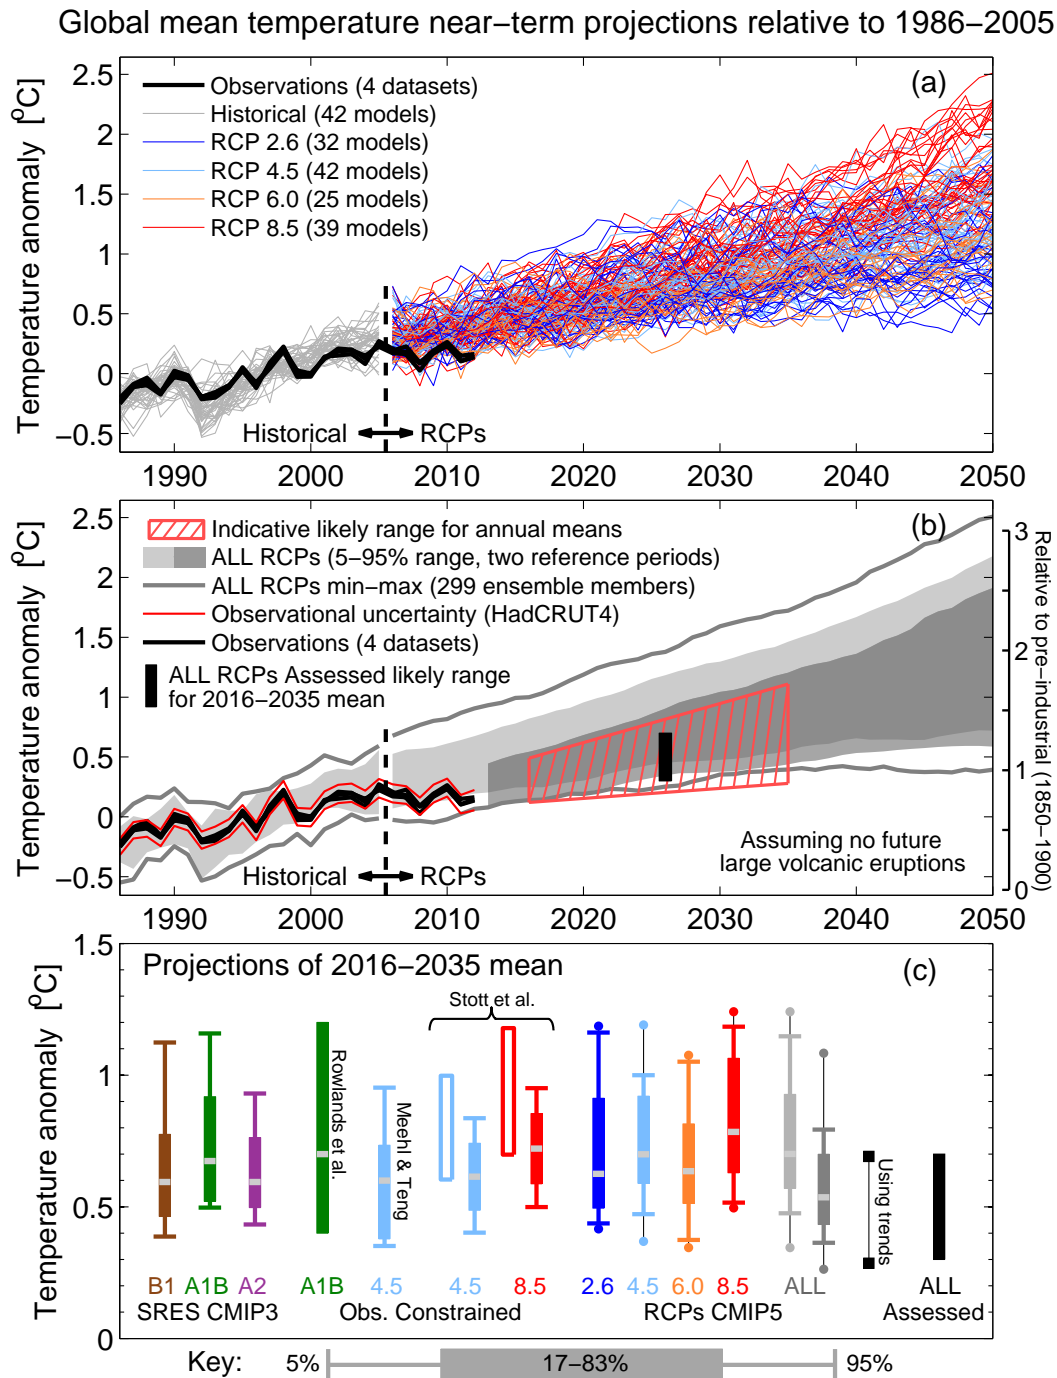 Global mean temperature near−term projections relative to 1986−2005
(a)
Temperature anomaly [°C]
2.5
2
1.5
1
0.5
0
−0.5
Observations (4 datasets)
Historical (42 models)
RCP 2.6 (32 models)
RCP 4.5 (42 models)
RCP 6.0 (25 models)
RCP 8.5 (39 models)
Historical RCPs
1990 2000 2010 2020 2030 2040 2050
(b)
Temperature anomaly [°C]
2.5
2
1.5
1
0.5
0
−0.5
Indicative likely range for annual means
ALL RCPs (5−95% range, two reference periods)
ALL RCPs min−max (299 ensemble members)
Observational uncertainty (HadCRUT4)
Observations (4 datasets)
ALL RCPs Assessed likely range
for 2016−2035 mean
Historical RCPs
Assuming no future
large volcanic eruptions
3
2
1
0
Relative to pre−industrial (1850−1900)
1990 2000 2010 2020 2030 2040 2050
(c)
Temperature anomaly [°C]
1.5
1
0.5
0
Projections of 2016−2035 mean
Stott et al.
Rowlands et al.
Meehl & Teng
Using trends
B1 A1B A2 A1B 4.5 4.5 8.5 2.6 4.5 6.0 8.5 ALL ALL
SRES CMIP3 Obs. Constrained RCPs CMIP5 Assessed
Key: 5% 17−83% 95%